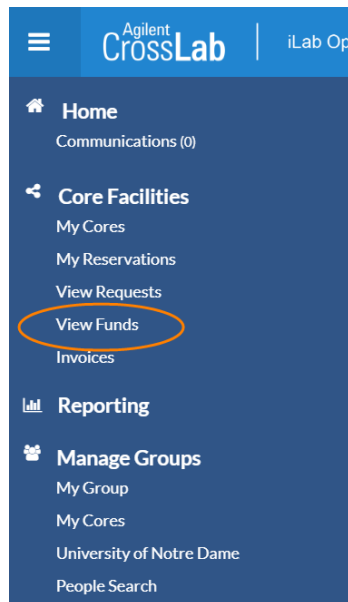 Agilent
CrossLab
iLab Op
Home
Communications (0)
Core Facilities
My Cores
My Reservations
View Requests
View Funds
Invoices
Reporting
Manage Groups
My Group
My Cores
University of Notre Dame
People Search